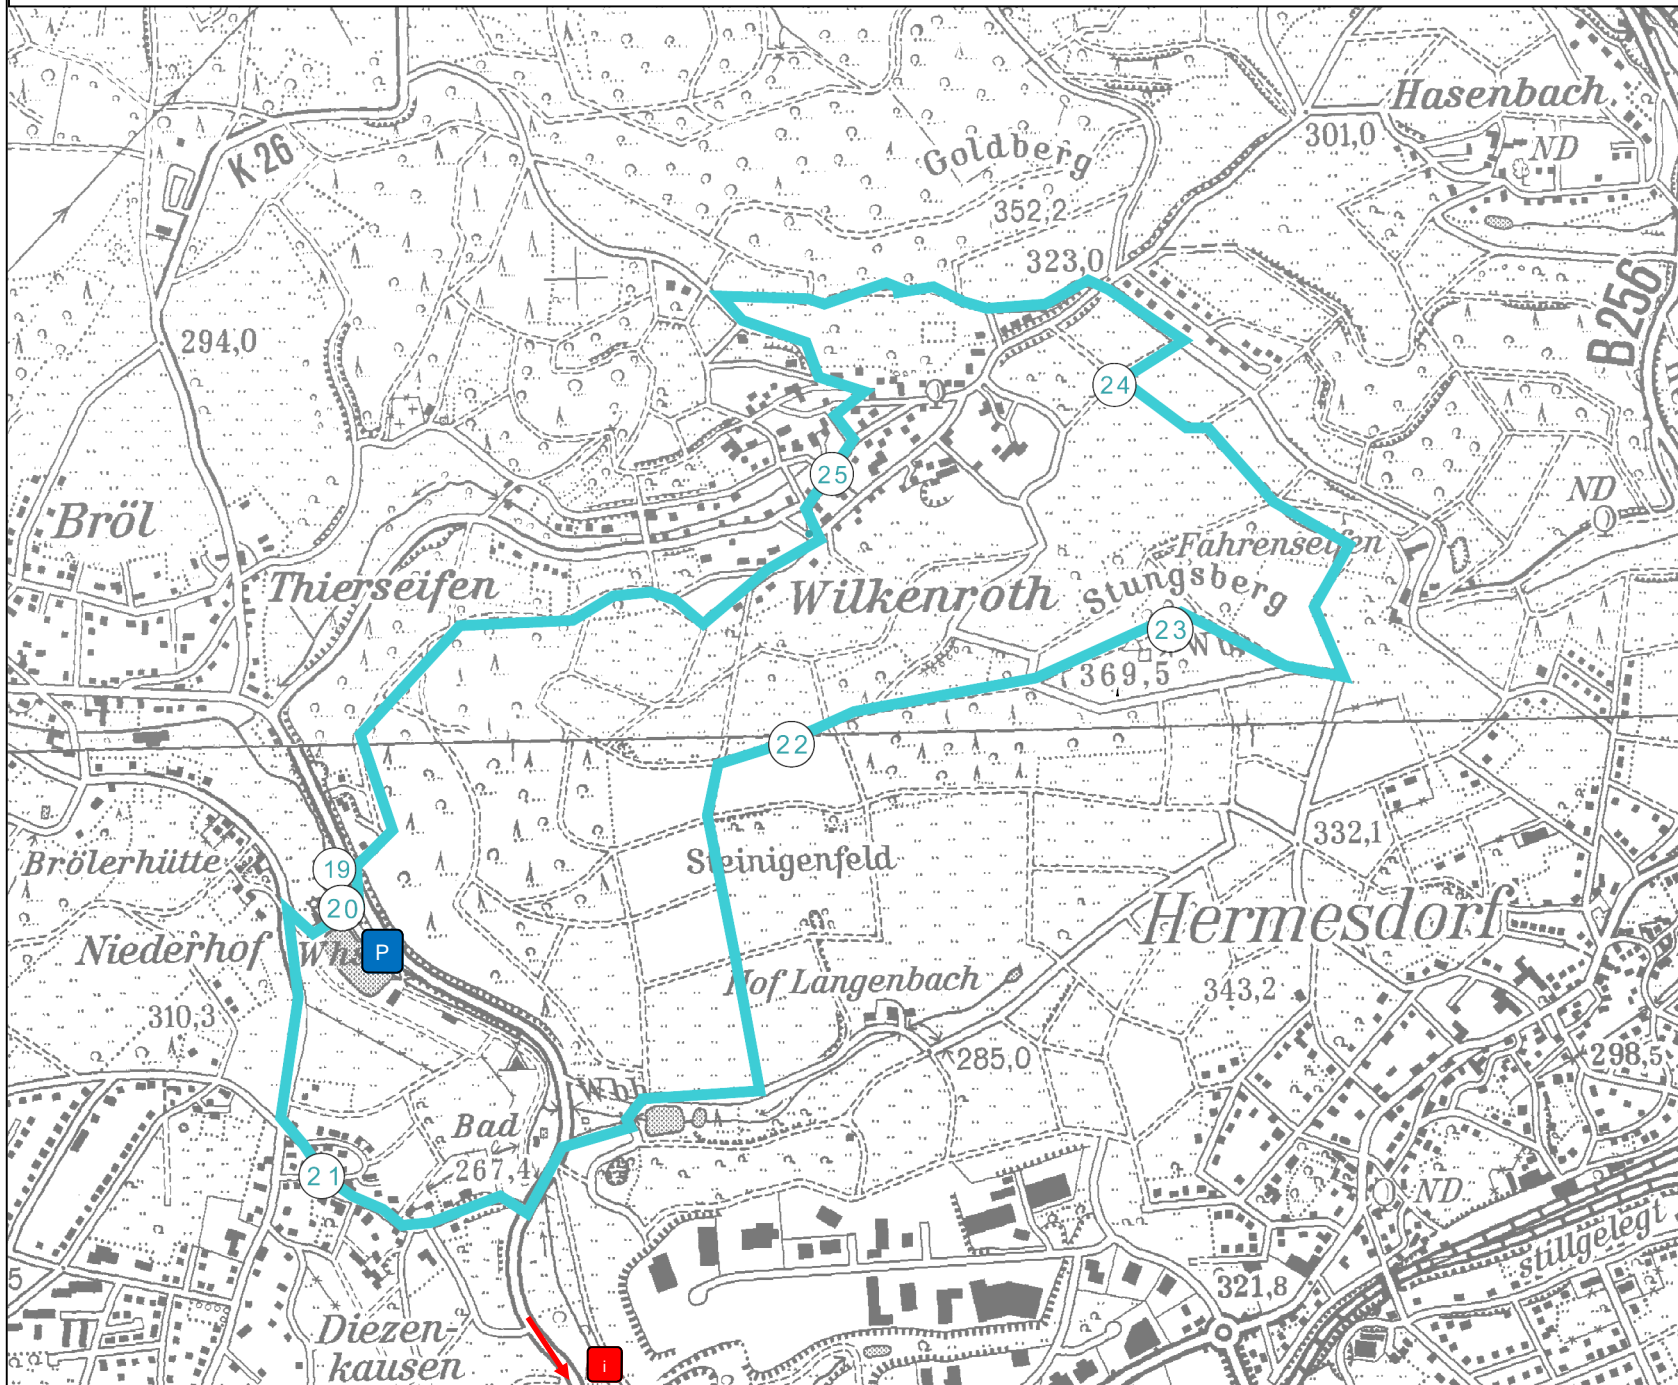 Hasenbach
ND
301,0
K 26
Goldberg
352,2
323,0
B 256
294,0
24
25
ND
Bröl
Fahrenseifen
Thierseifen
Wilkenroth
Stungsberg
23
369,5
22
332,1
Steinigenfeld
Brölerhütte
19
20
Hermesdorf
Niederhof
P
Hof Langenbach
343,2
310,3
285,0
298,5
Bad
267,4
21
ND
stillgelegt
321,8
5
Diezen-
kausen
i